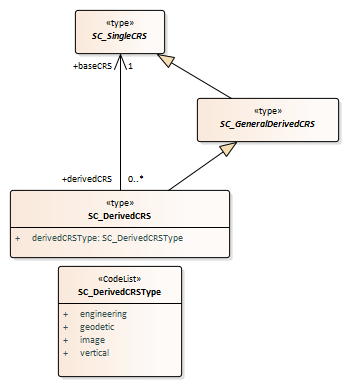 «type»
SC_SingleCRS
+baseCRS 1
«type»
SC_GeneralDerivedCRS
+derivedCRS 0..*
«type»
SC_DerivedCRS
+ derivedCRSType: SC_DerivedCRSType
«CodeList»
SC_DerivedCRSType
+ engineering
+ geodetic
+ image
+ vertical